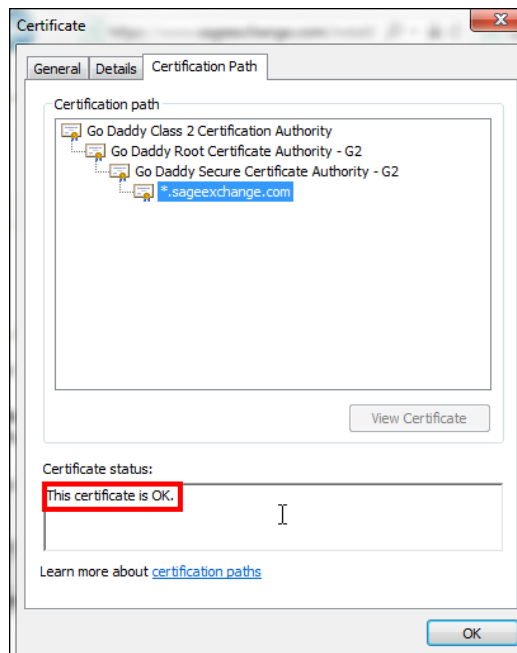 Certificate
General Details Certification Path
Certification path
Go Daddy Class 2 Certification Authority
Go Daddy Root Certificate Authority - G2
Go Daddy Secure Certificate Authority - G2
*.sageexchange.com
View Certificate
Certificate status:
This certificate is OK.
Learn more about certification paths
OK